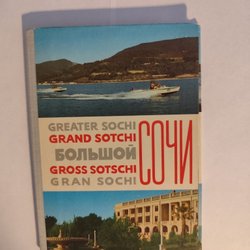 GREATER SOCHI
GRAND SOTCHI
БОЛЬШОЙ
СОЧИ
GROSS SOTSCHI
GRAN SOCHI